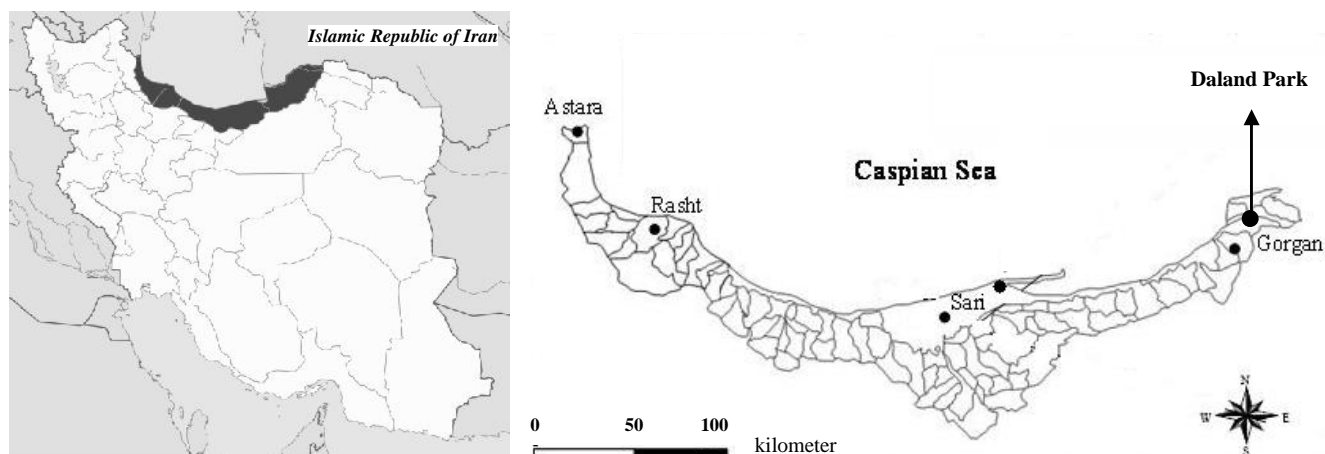 Islamic Republic of Iran
Daland Park
Astara
Caspian Sea
Rasht
Gorgan
Sari
0 50 100
kilometer
N
W E
S